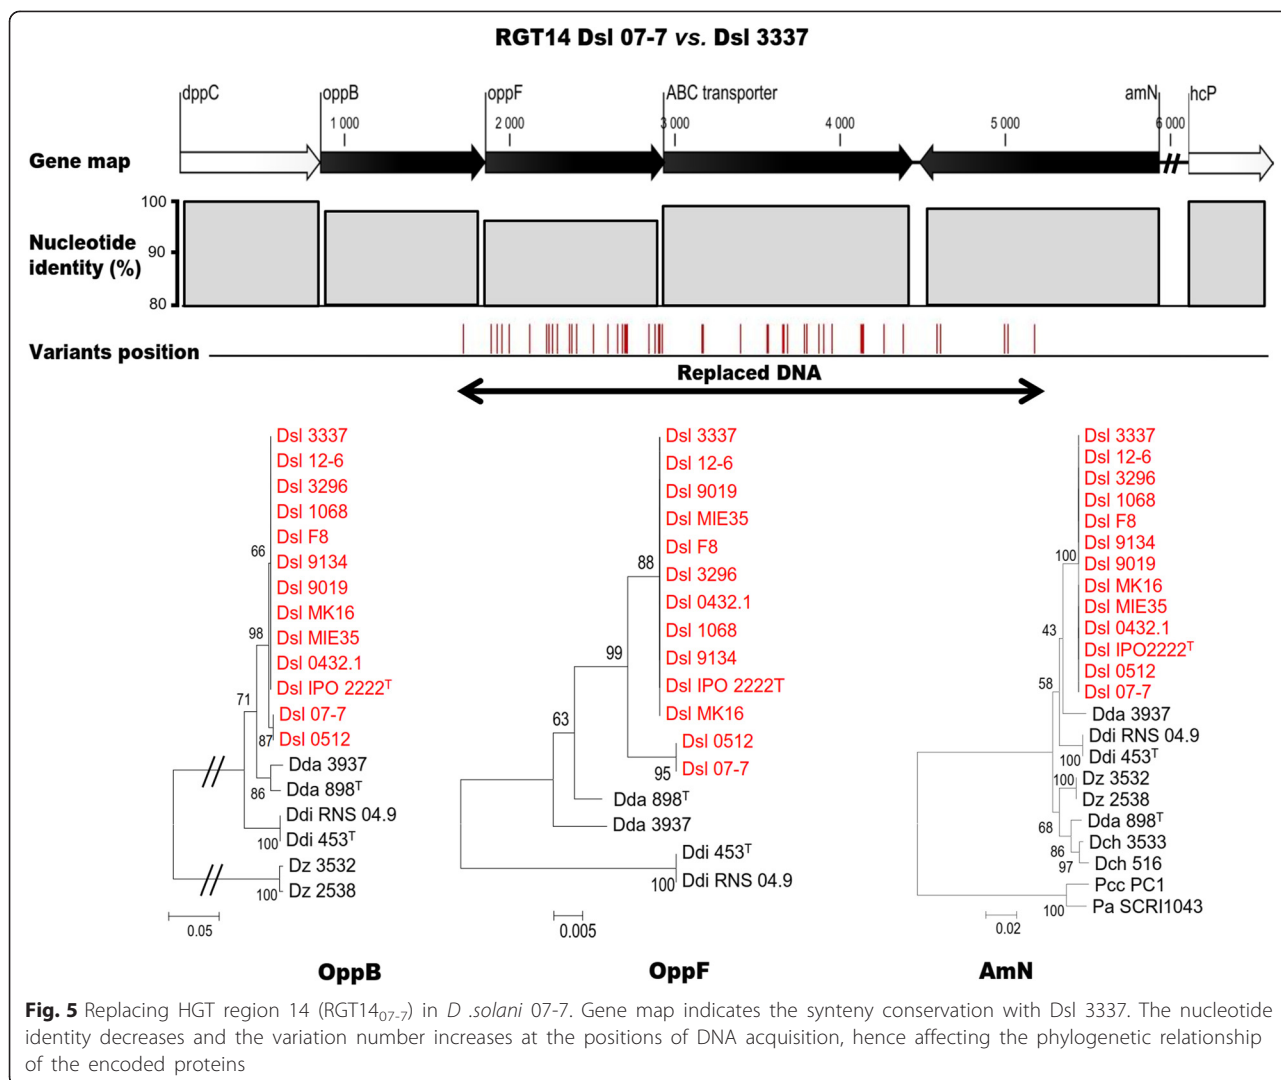 RGT14 Dsl 07-7 vs. Dsl 3337
dppC oppB oppF ABC transporter amN hcP
1 000 2 000 3 000 4 000 5 000 6 000
Gene map
100
Nucleotide
identity (%)
90
80
Variants position
Replaced DNA
Dsl 3337
Dsl 12-6
Dsl 3296
Dsl 1068
Dsl F8
66
Dsl 9134
Dsl 9019
Dsl MK16
98
Dsl MIE35
Dsl 0432.1
Dsl IPO 2222ᵀ
71
Dsl 07-7
87
Dsl 0512
Dda 3937
86
Dda 898ᵀ
Ddi RNS 04.9
100
Ddi 453ᵀ
Dz 3532
100
Dz 2538
0.05
OppB
Dsl 3337
Dsl 12-6
Dsl 9019
Dsl MIE35
Dsl F8
88
Dsl 3296
Dsl 0432.1
Dsl 1068
99
Dsl 9134
Dsl IPO 2222T
Dsl MK16
63
Dsl 0512
95
Dsl 07-7
Dda 898ᵀ
Dda 3937
Ddi 453ᵀ
100
Ddi RNS 04.9
0.005
OppF
Dsl 3337
Dsl 12-6
Dsl 3296
Dsl 1068
Dsl F8
Dsl 9134
100
Dsl 9019
Dsl MK16
Dsl MIE35
43
Dsl 0432.1
Dsl IPO2222ᵀ
Dsl 0512
58
Dsl 07-7
Dda 3937
Ddi RNS 04.9
100
Ddi 453ᵀ
100
Dz 3532
Dz 2538
68
Dda 898ᵀ
Dch 3533
86
97
Dch 516
Pcc PC1
100
Pa SCRI1043
0.02
AmN
Fig. 5 Replacing HGT region 14 (RGT14₀₇₋₇) in D .solani 07-7. Gene map indicates the synteny conservation with Dsl 3337. The nucleotide
identity decreases and the variation number increases at the positions of DNA acquisition, hence affecting the phylogenetic relationship
of the encoded proteins